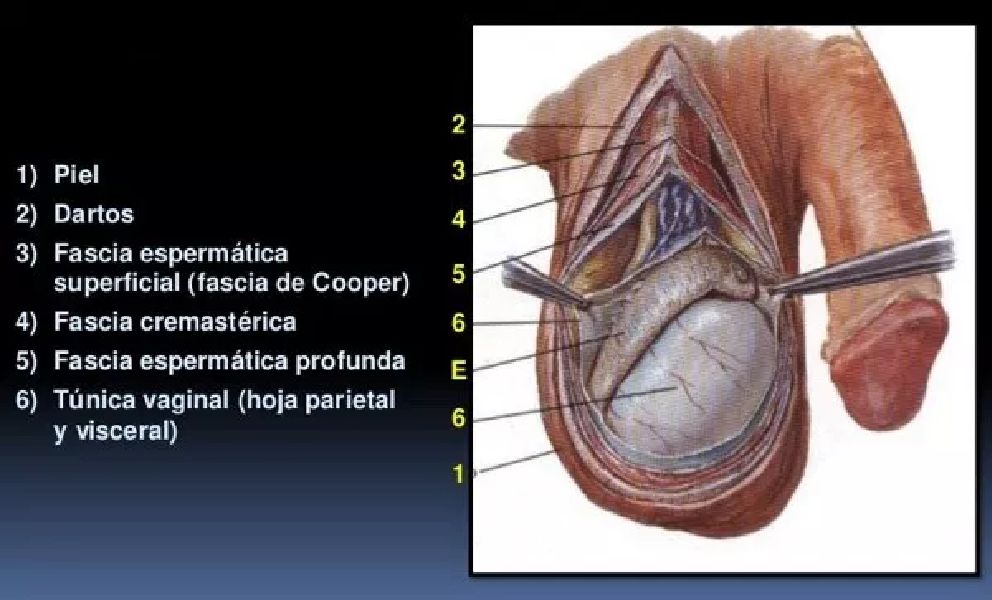 1) Piel
2) Dartos
3) Fascia espermática
superficial (fascia de Cooper)
4) Fascia cremastérica
5) Fascia espermática profunda
6) Túnica vaginal (hoja parietal
y visceral)
2
3
4
5
6
E
6
1